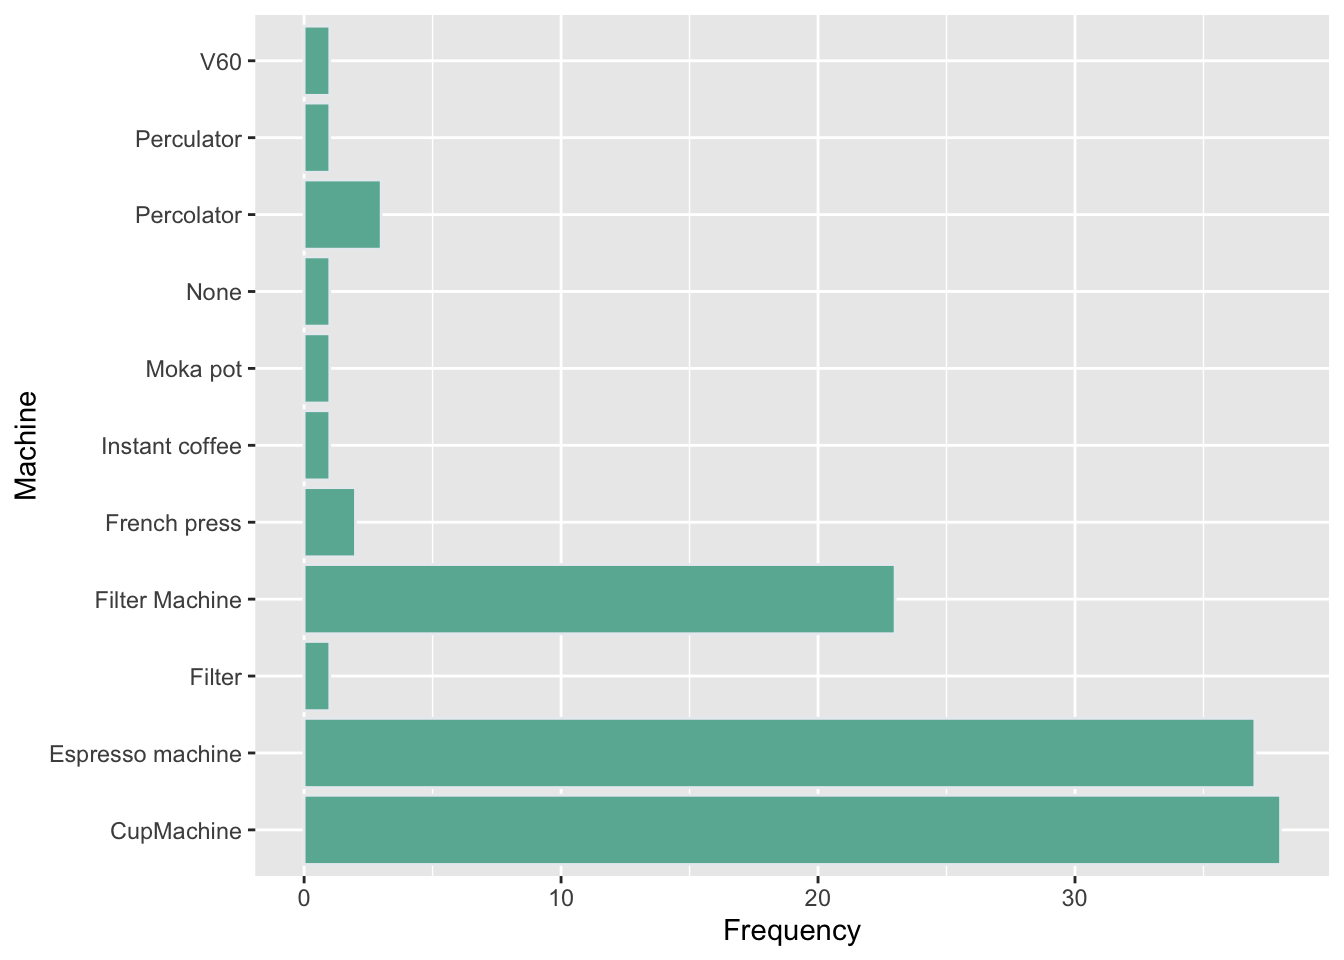 V60
Perculator
Percolator
None
Moka pot
Instant coffee
French press
Filter Machine
Filter
Espresso machine
CupMachine
Machine
0 10 20 30
Frequency